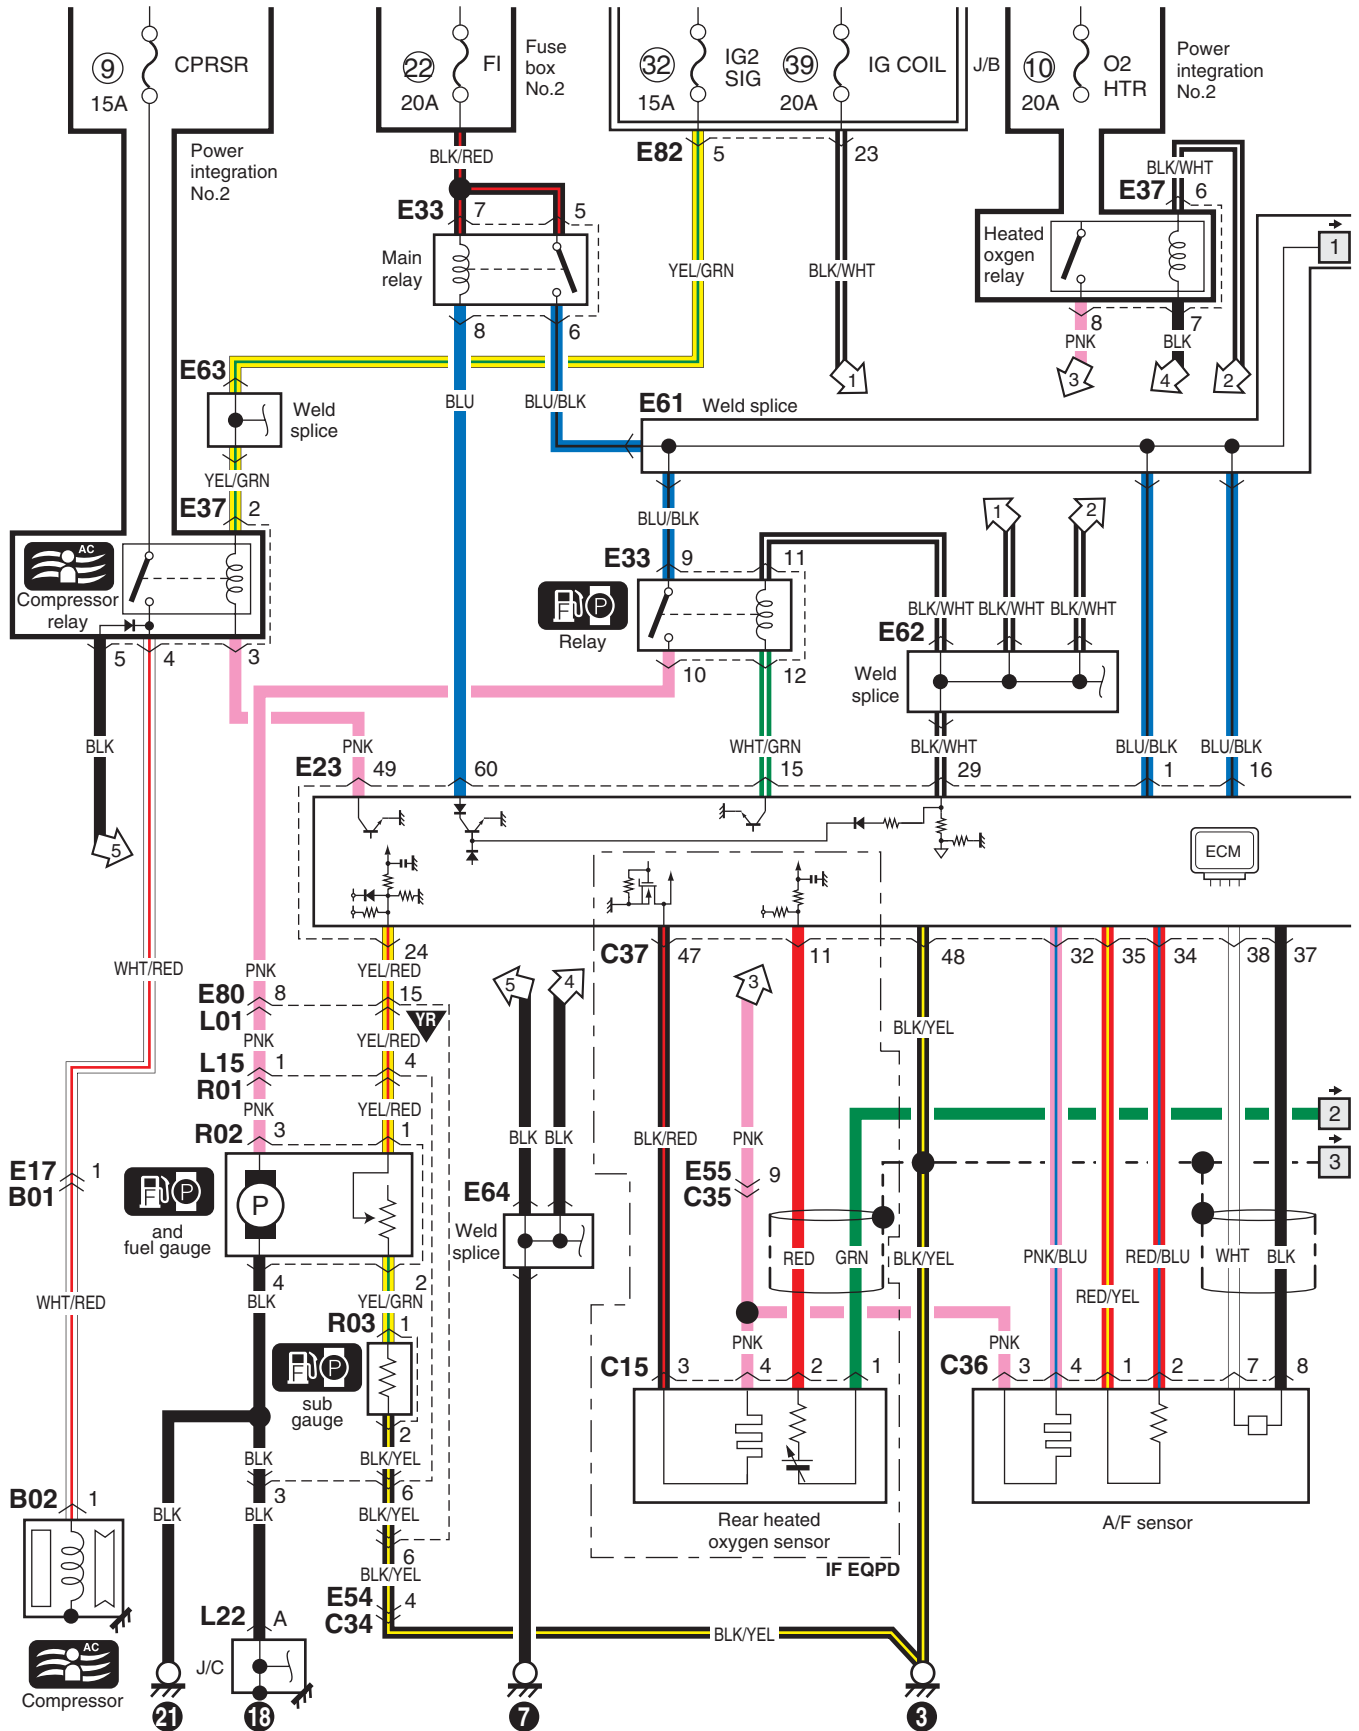 9
CPRSR
15A
22
FI
20A
Fuse
box
No.2
32
IG2
SIG
15A
39
IG COIL
20A
J/B
10
O2
HTR
20A
Power
integration
No.2
Power
integration
No.2
BLK/RED
E82
5
23
BLK/WHT
E37
6
E33
7
5
Main
relay
Heated
oxgen
relay
1
YEL/GRN
BLK/WHT
8
6
8
7
PNK
BLK
E63
1
3
4
2
BLU
BLU/BLK
E61
Weld splice
Weld
splice
YEL/GRN
E37
2
BLU/BLK
1
2
E33
9
11
AC
Compressor
relay
F
P
Relay
BLK/WHT
BLK/WHT
BLK/WHT
E62
5
4
3
10
12
Weld
splice
BLK
PNK
WHT/GRN
BLK/WHT
BLU/BLK
BLU/BLK
E23
49
60
15
29
1
16
5
ECM
24
C37
47
11
48
32
35
34
38
37
WHT/RED
PNK
YEL/RED
5
4
3
E80
8
15
L01
YR
BLK/YEL
PNK
YEL/RED
L15
1
4
R01
PNK
YEL/RED
2
R02
3
1
BLK
BLK
BLK/RED
PNK
3
E17
1
B01
F
P
P
E55
9
C35
E64
and
fuel gauge
Weld
splice
RED
GRN
BLK/YEL
PNK/BLU
RED/BLU
WHT
BLK
4
2
WHT/RED
BLK
YEL/GRN
RED/YEL
R03
1
F
P
PNK
PNK
C15
3
4
2
1
C36
3
4
1
2
7
8
sub
gauge
2
BLK
BLK/YEL
B02
1
3
6
BLK
BLK
BLK/YEL
Rear heated
oxygen sensor
A/F sensor
6
BLK/YEL
IF EQPD
E54
4
C34
L22
A
BLK/YEL
AC
Compressor
J/C
21
18
7
3